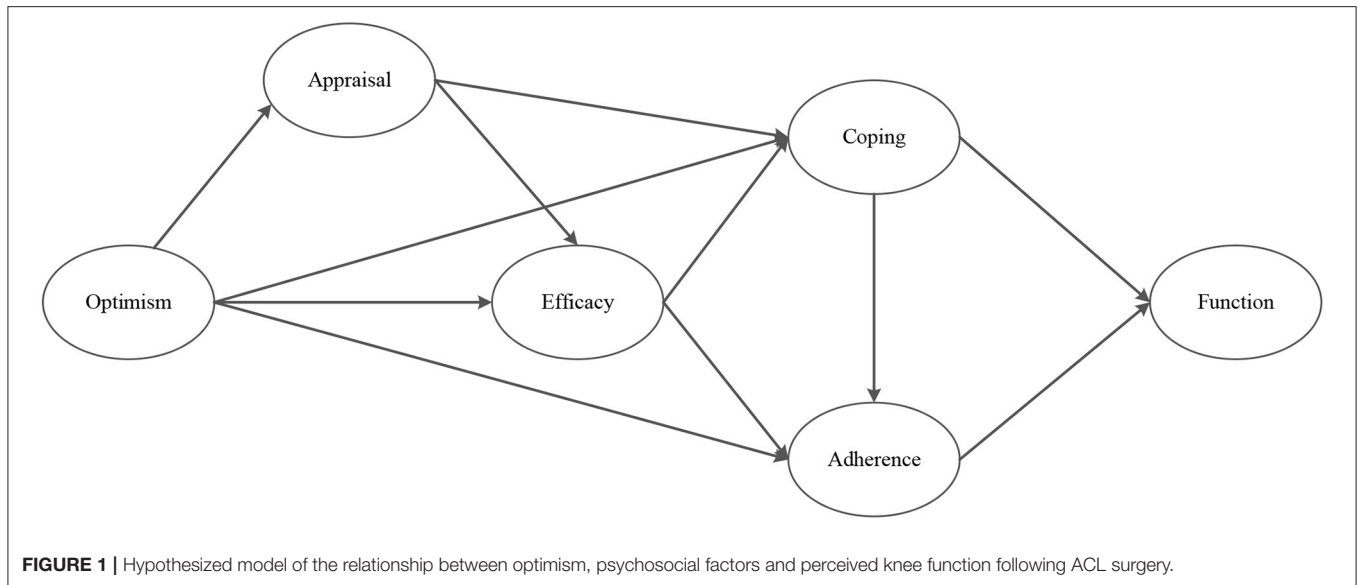 Appraisal
Coping
Optimism
Efficacy
Function
Adherence
FIGURE 1 | Hypothesized model of the relationship between optimism, psychosocial factors and perceived knee function following ACL surgery.